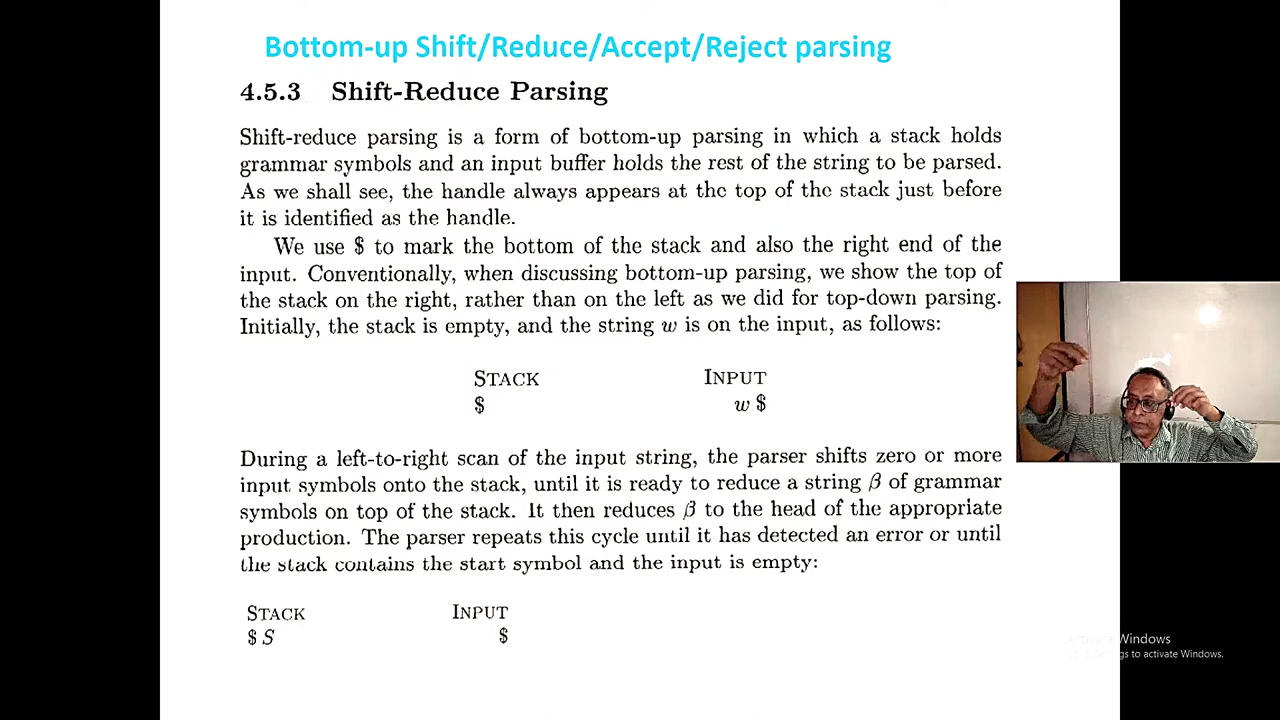 Bottom-up Shift/Reduce/Accept/Reject parsing
4.5.3 Shift-Reduce Parsing
Shift-reduce parsing is a form of bottom-up parsing in which a stack holds
grammar symbols and an input buffer holds the rest of the string to be parsed.
As we shall see, the handle always appears at the top of the stack just before
it is identified as the handle.
We use $ to mark the bottom of the stack and also the right end of the
input. Conventionally, when discussing bottom-up parsing, we show the top of
the stack on the right, rather than on the left as we did for top-down parsing.
Initially, the stack is empty, and the string w is on the input, as follows:
STACK INPUT
$ w $
During a left-to-right scan of the input string, the parser shifts zero or more
input symbols onto the stack, until it is ready to reduce a string β of grammar
symbols on top of the stack. It then reduces β to the head of the appropriate
production. The parser repeats this cycle until it has detected an error or until
the stack contains the start symbol and the input is empty:
STACK INPUT
$ S $
Windows
to activate Windows.